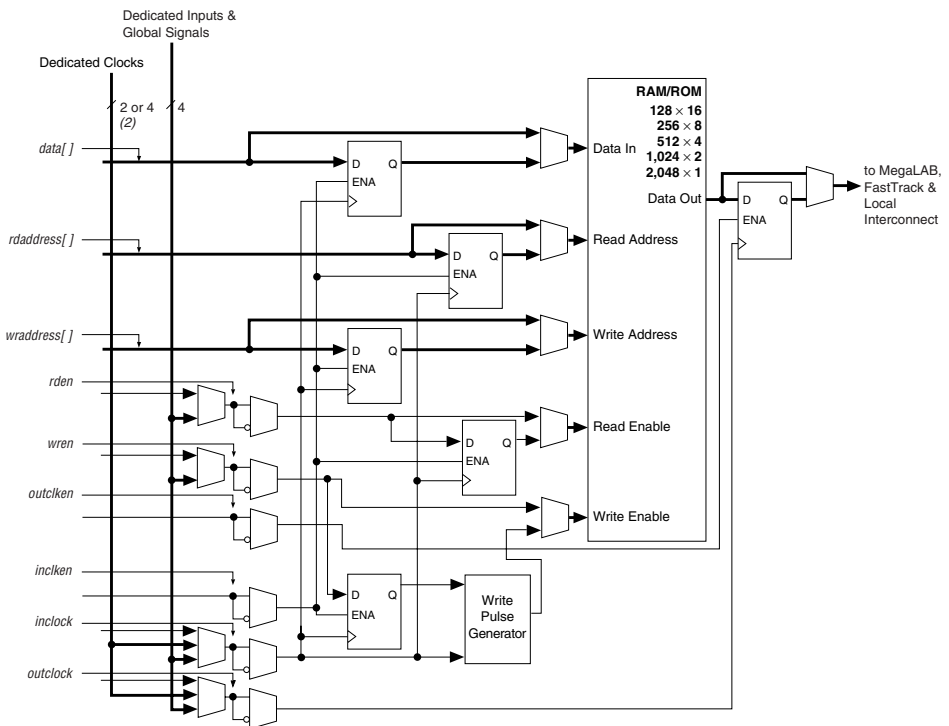 Dedicated Inputs &
Global Signals
Dedicated Clocks
2 or 4
(2)
4
data[ ]
rdaddress[ ]
wraddress[ ]
rden
wren
outclken
inclken
inclock
outclock
D
Q
ENA
D
Q
ENA
D
Q
ENA
D
Q
ENA
D
Q
ENA
Write
Pulse
Generator
RAM/ROM
128 × 16
256 × 8
512 × 4
1,024 × 2
2,048 × 1
Data In
Data Out
Read Address
Write Address
Read Enable
Write Enable
D
Q
ENA
to MegaLAB,
FastTrack &
Local
Interconnect